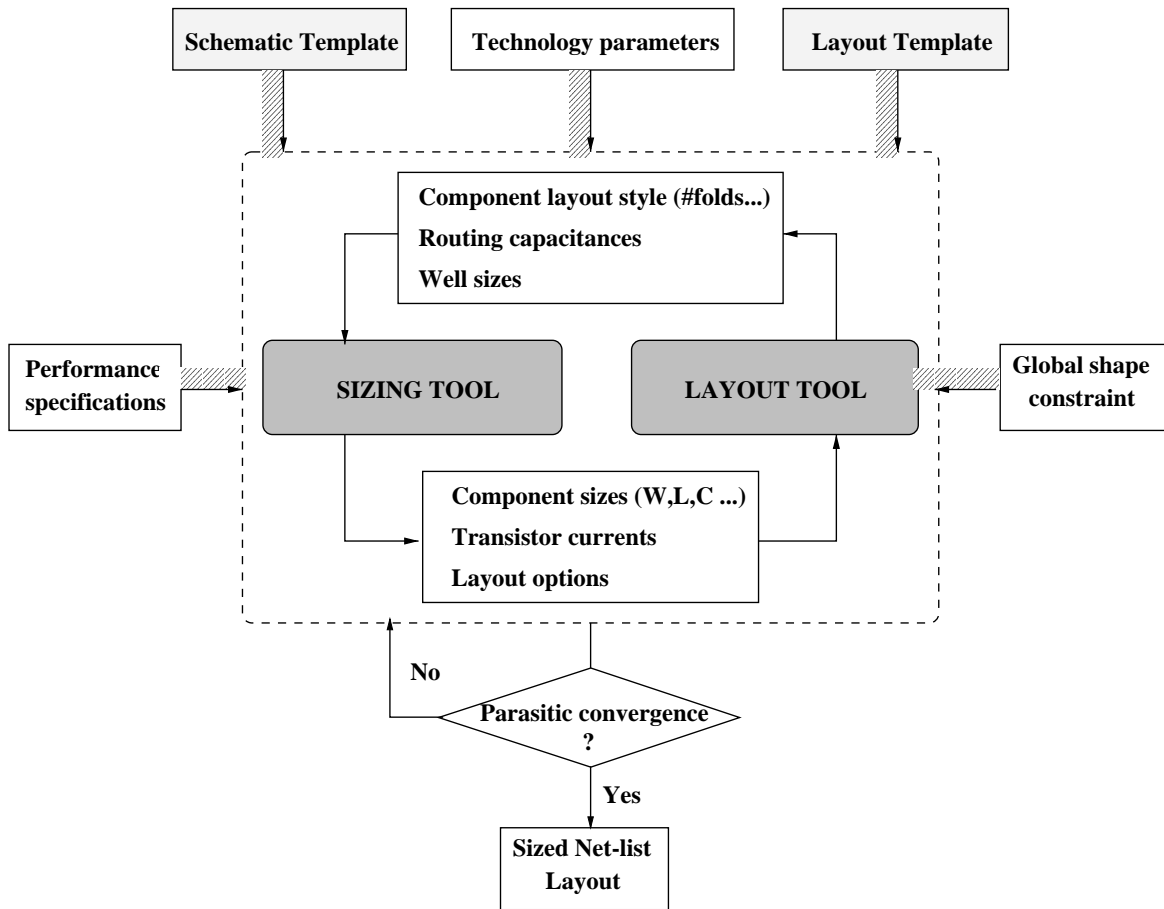 Schematic Template
Technology parameters
Layout Template
Component layout style (#folds...)
Routing capacitances
Well sizes
Performance
specifications
SIZING TOOL
LAYOUT TOOL
Global shape
constraint
Component sizes (W,L,C ...)
Transistor currents
Layout options
No
Parasitic convergence
?
Yes
Sized Net-list
Layout